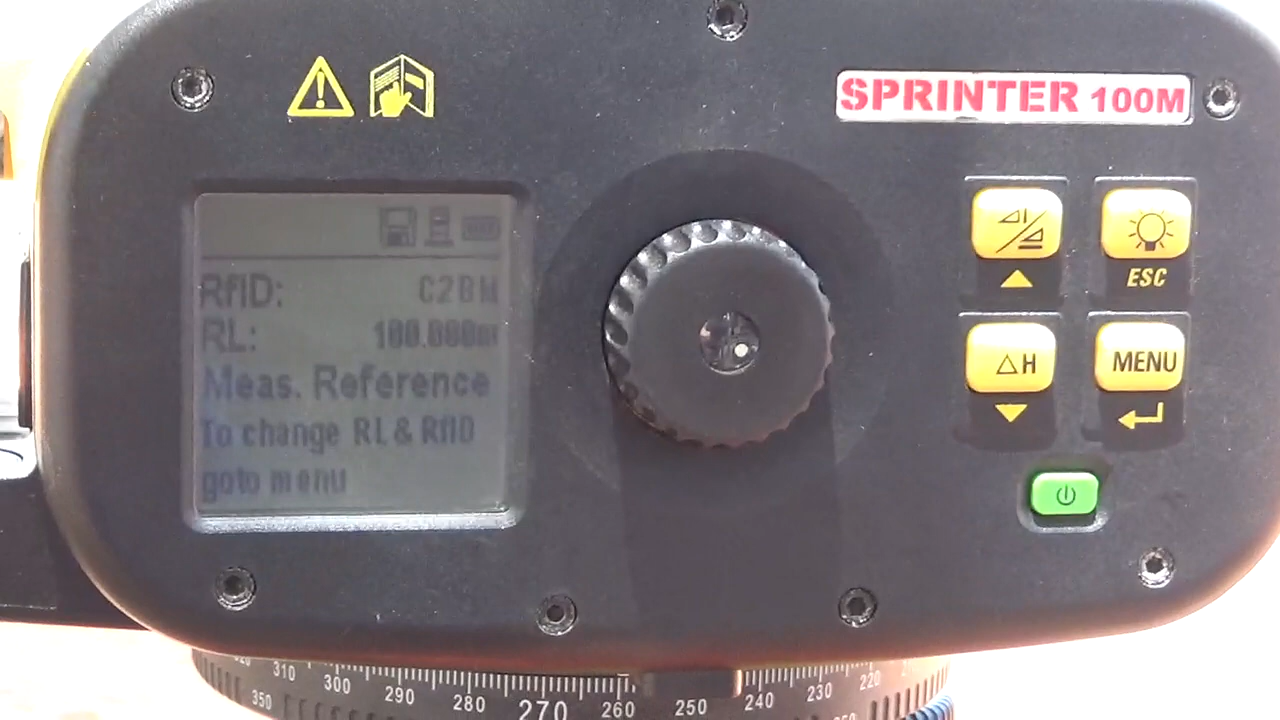 SPRINTER 100M
RfID:
RL: 100.000m
Meas. Reference
To change RL & RfID
goto menu
ESC
△H
MENU
310 300 290 280 270 260 250 240 230 220
350